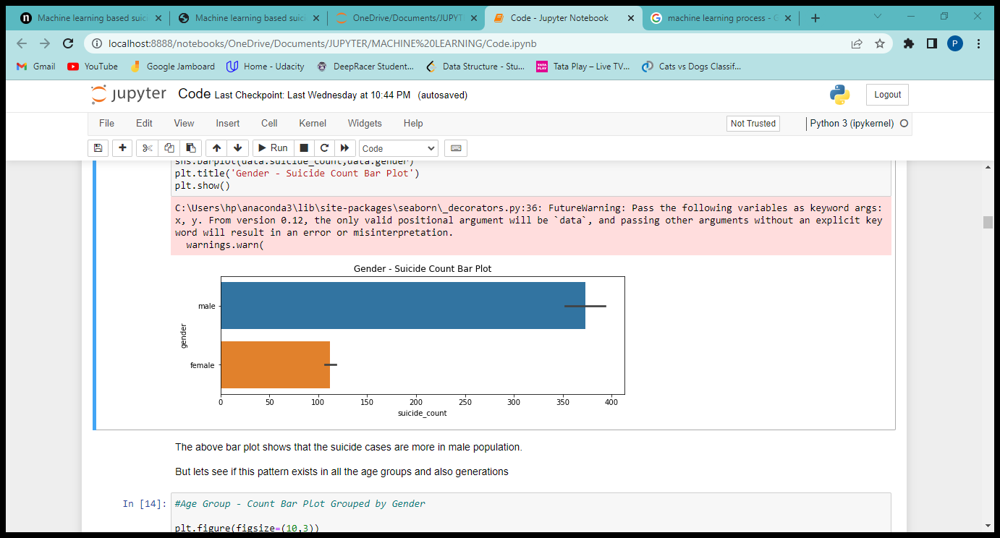 Machine learning based suici
Machine learning based suici
OneDrive/Documents/JUPYT
Code - Jupyter Notebook
machine learning process - G
localhost:8888/notebooks/OneDrive/Documents/JUPYTER/MACHINE%20LEARNING/Code.ipynb
P
Gmail
YouTube
Google Jamboard
Home - Udacity
DeepRacer Student...
Data Structure - Stu...
TATA PLAY
Tata Play – Live TV...
Cats vs Dogs Classif...
jupyter
Code Last Checkpoint: Last Wednesday at 10:44 PM (autosaved)
Logout
File Edit View Insert Cell Kernel Widgets Help
Not Trusted
Python 3 (ipykernel)
Run
Code
sns.barplot(data.suicide_count,data.gender)
plt.title('Gender - Suicide Count Bar Plot')
plt.show()
C:\Users\hp\anaconda3\lib\site-packages\seaborn\_decorators.py:36: FutureWarning: Pass the following variables as keyword args:
x, y. From version 0.12, the only valid positional argument will be `data`, and passing other arguments without an explicit key
word will result in an error or misinterpretation.
warnings.warn(
Gender - Suicide Count Bar Plot
male
gender
female
0 50 100 150 200 250 300 350 400
suicide_count
The above bar plot shows that the suicide cases are more in male population.
But lets see if this pattern exists in all the age groups and also generations
In [14]:
#Age Group - Count Bar Plot Grouped by Gender
plt.figure(figsize=(10,3))